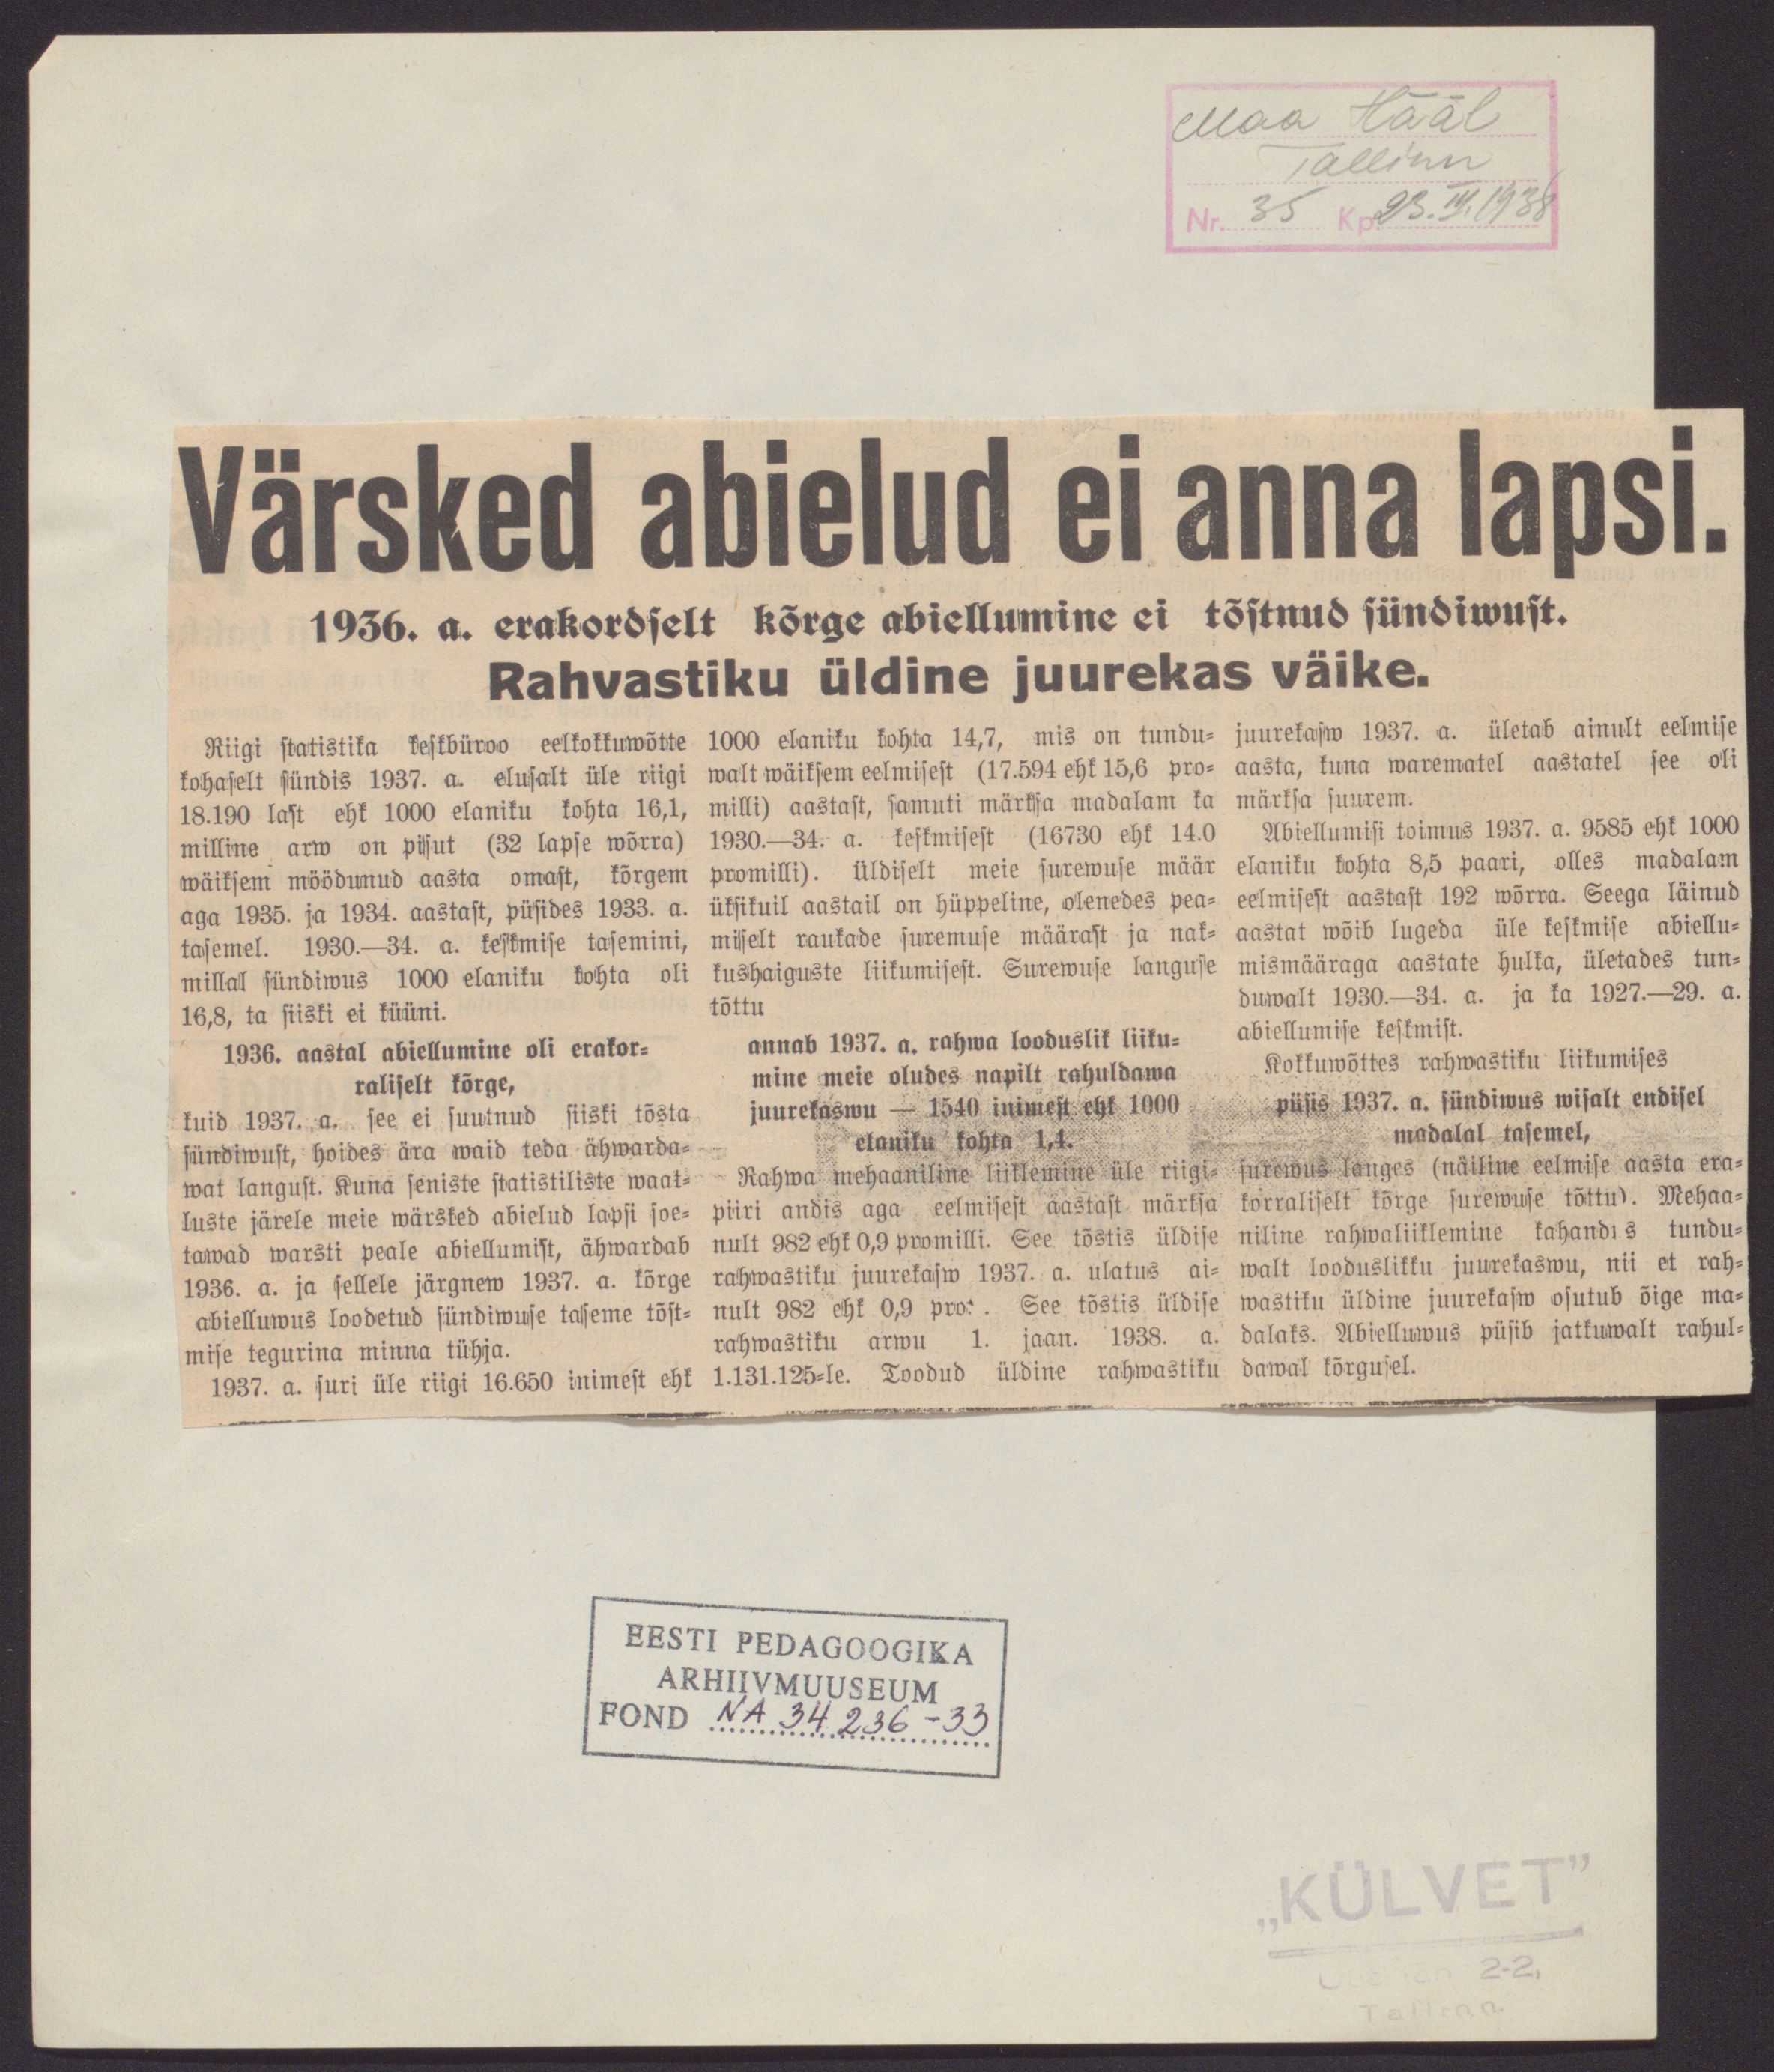 Maa Hääl
Tallinn
Nr. 35 Kp. 23.III.1938
Värsked abielud ei anna lapsi.
1936. a. erakordselt kõrge abiellumine ei tõstnud sündiwust.
Rahvastiku üldine juurekas väike.
Riigi statistika keskbüroo eelkokkuwõtte
kohaselt sündis 1937. a. elusalt üle riigi
18.190 last ehk 1000 elaniku kohta 16,1,
milline arw on pisut (32 lapse wõrra)
wäiksem möödunud aasta omast, kõrgem
aga 1935. ja 1934. aastast, püsides 1933. a.
tasemel. 1930.—34. a. keskmise tasemini,
millal sündiwus 1000 elaniku kohta oli
16,8, ta siiski ei küüni.
1936. aastal abiellumine oli erakor-
raliselt kõrge,
kuid 1937. a. see ei suutnud siiski tõsta
sündiwust, hoides ära waid teda ähwarda-
wat langust. Kuna seniste statistiliste waat-
luste järele meie wärsked abielud lapsi soe-
tawad warsti peale abiellumist, ähwardab
1936. a. ja sellele järgnew 1937. a. kõrge
abielluwus loodetud sündiwuse taseme tõst-
mise tegurina minna tühja.
1937. a. suri üle riigi 16.650 inimest ehk
1000 elaniku kohta 14,7, mis on tundu-
walt wäiksem eelmisest (17.594 ehk 15,6 pro-
milli) aastast, samuti märksa madalam ka
1930.—34. a. keskmisest (16730 ehk 14.0
promilli). Üldiselt meie surewuse määr
üksikuil aastail on hüppeline, olenedes pea-
miselt raukade suremuse määrast ja nak-
kushaiguste liikumisest. Surewuse languse
tõttu
annab 1937. a. rahwa looduslik liiku-
mine meie oludes napilt rahuldawa
juurekaswu — 1540 inimest ehk 1000
elaniku kohta 1,4.
Rahwa mehaaniline liiklemine üle riigi-
piiri andis aga eelmisest aastast märksa
nult 982 ehk 0,9 promilli. See tõstis üldise
rahwastiku juurekasw 1937. a. ulatus ai-
nult 982 ehk 0,9 pro. . See tõstis üldise
rahwastiku arwu 1. jaan. 1938. a.
1.131.125-le. Toodud üldine rahwastiku
juurekasw 1937. a. ületab ainult eelmise
aasta, kuna warematel aastatel see oli
märksa suurem.
Abiellumisi toimus 1937. a. 9585 ehk 1000
elaniku kohta 8,5 paari, olles madalam
eelmisest aastast 192 wõrra. Seega läinud
aastat wõib lugeda üle keskmise abiellu-
mismääraga aastate hulka, ületades tun-
duwalt 1930.—34. a. ja ka 1927.—29. a.
abiellumise keskmist.
Kokkuwõttes rahwastiku liikumises
püsis 1937. a. sündiwus wisalt endisel
madalal tasemel,
surewus langes (näiline eelmise aasta era-
korraliselt kõrge surewuse tõttu). Mehaa-
niline rahwaliiklemine kahandis tundu-
walt looduslikku juurekaswu, nii et rah-
wastiku üldine juurekasw osutub õige ma-
dalaks. Abielluwus püsib jatkuwalt rahul-
dawal kõrgusel.
EESTI PEDAGOOGIKA
ARHIIVMUUSEUM
FOND NA 34 236-33
„KÜLVET”
2-2,
Tallinn